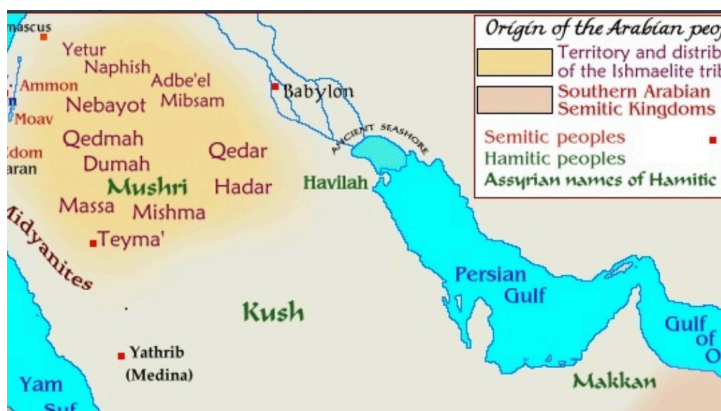 mascus
Yetur
Naphish
Adbe'el
Mibsam
Ammon
Nebayot
Moav
Qedmah
Qedar
Edom
Dumah
aran
Mushri
Hadar
Massa
Mishma
Teyma'
Midyanites
Babylon
ANCIENT SEASHORE
Havilah
Persian
Gulf
Kush
Yathrib
(Medina)
Yam
Suf
Makkan
Gulf
of
O
Origin of the Arabian peo
Territory and distrib
of the Ishmaelite trib
Southern Arabian
Semitic Kingdoms
Semitic peoples
Hamitic peoples
Assyrian names of Hamitic